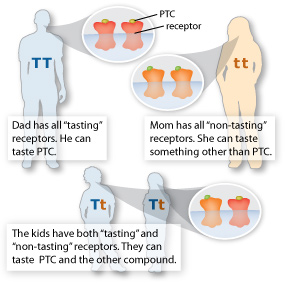 PTC
receptor
TT
tt
Dad has all “tasting”
receptors. He can
taste PTC.
Mom has all “non-tasting”
receptors. She can taste
something other than PTC.
Tt
Tt
The kids have both “tasting” and
“non-tasting” receptors. They can
taste PTC and the other compound.